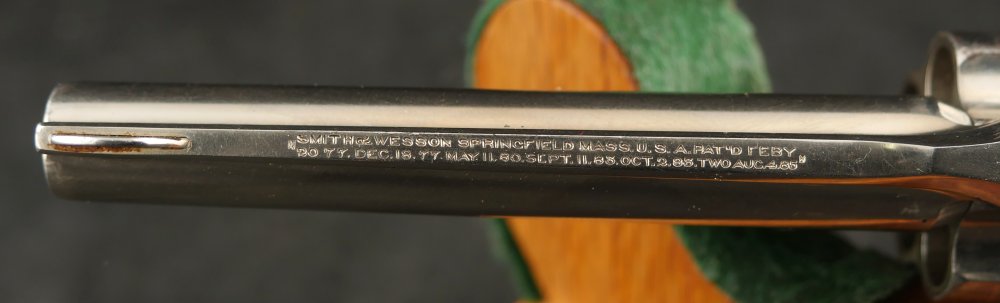 "SMITH & WESSON SPRINGFIELD MASS. U. S. A. PAT'D FEBY
20 77. DEC. 18. 77. MAY 11. 80. SEPT. 11. 83. OCT. 2. 83. TWO AUG. 4. 85"